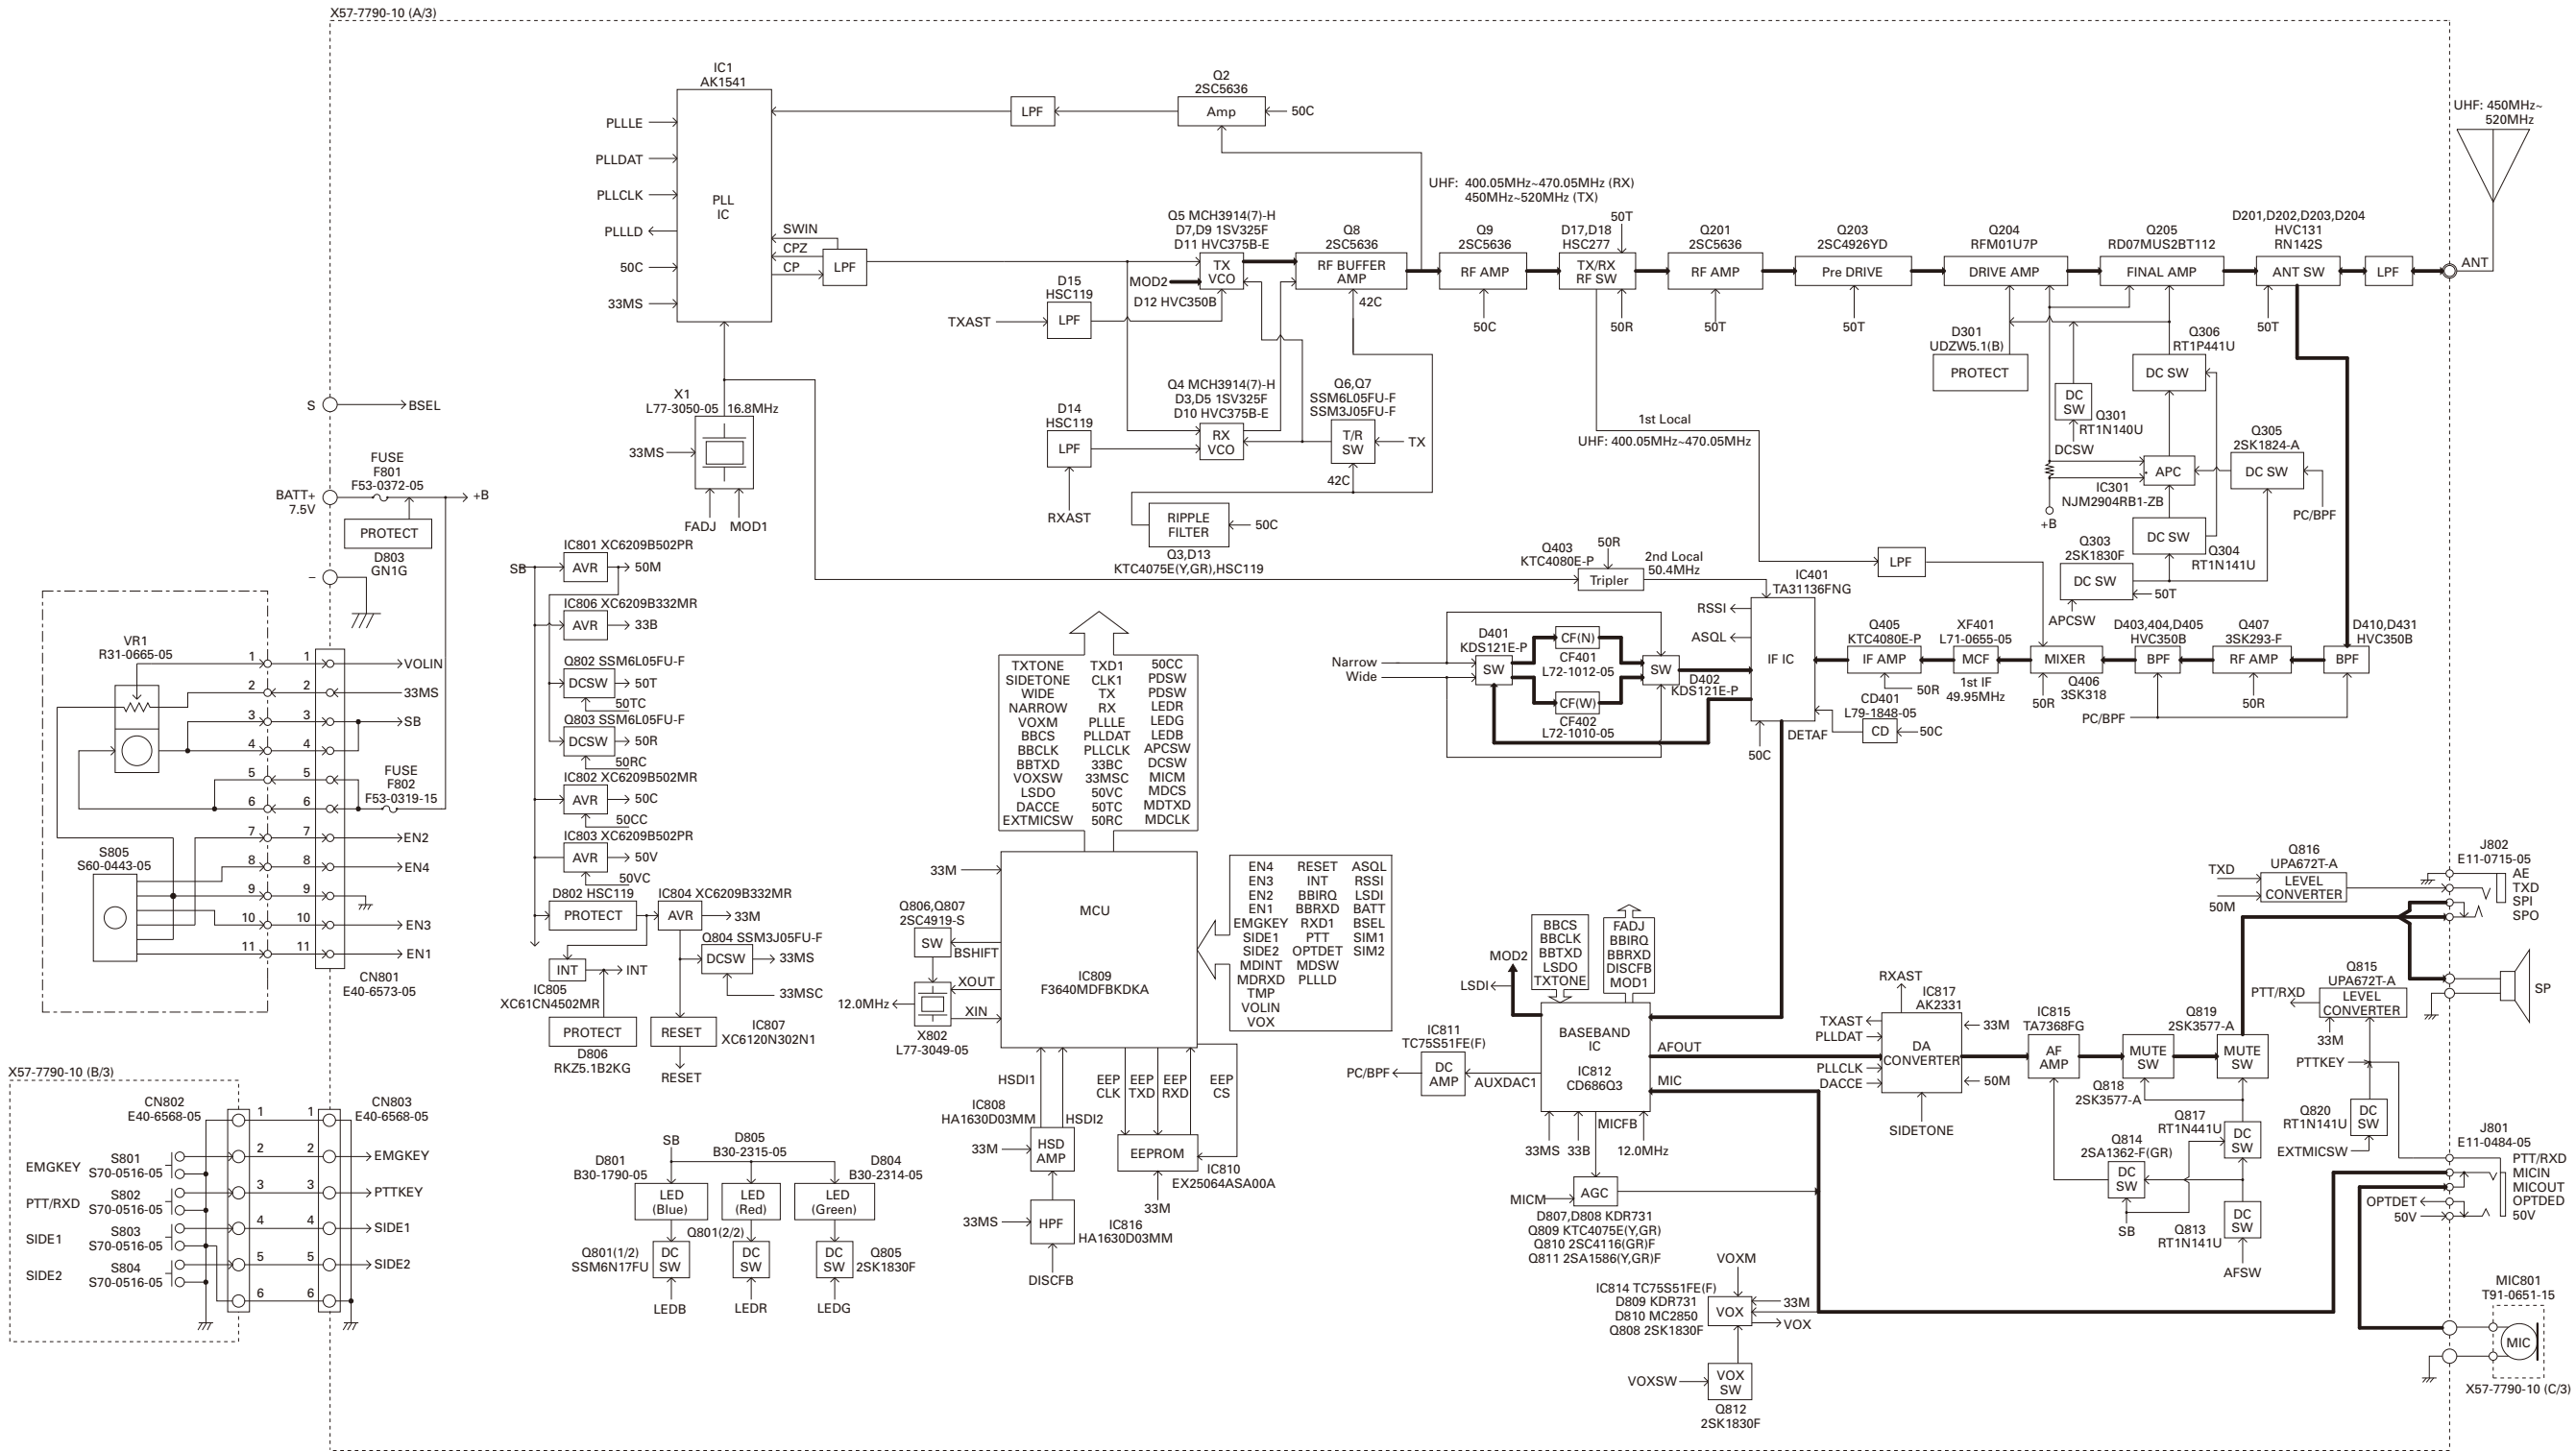 X57-7790-10 (A/3)
IC1
AK1541
PLLLE
PLLDAT
PLLCLK
PLLLD
50C
33MS
PLL
IC
SWIN
CPZ
CP
LPF
LPF
Q2
2SC5636
Amp
50C
UHF: 450MHz~
520MHz
ANT
UHF: 400.05MHz~470.05MHz (RX)
450MHz~520MHz (TX)
Q5 MCH3914(7)-H
D7,D9 1SV325F
D11 HVC375B-E
TX
VCO
MOD2
D12 HVC350B
Q8
2SC5636
RF BUFFER
AMP
42C
Q9
2SC5636
RF AMP
50C
50T
D17,D18
HSC277
TX/RX
RF SW
50R
Q201
2SC5636
RF AMP
50T
Q203
2SC4926YD
Pre DRIVE
50T
Q204
RFM01U7P
DRIVE AMP
Q205
RD07MUS2BT112
FINAL AMP
D201,D202,D203,D204
HVC131
RN142S
ANT SW
50T
LPF
D15
HSC119
TXAST
LPF
D14
HSC119
LPF
RXAST
Q4 MCH3914(7)-H
D3,D5 1SV325F
D10 HVC375B-E
RX
VCO
Q6,Q7
SSM6L05FU-F
SSM3J05FU-F
T/R
SW
TX
42C
RIPPLE
FILTER
50C
Q3,D13
KTC4075E(Y,GR),HSC119
1st Local
UHF: 400.05MHz~470.05MHz
D301
UDZW5.1(B)
PROTECT
DC
SW
Q301
RT1N140U
DCSW
Q306
RT1P441U
DC SW
Q305
2SK1824-A
DC SW
PC/BPF
APC
IC301
NJM2904RB1-ZB
+B
DC SW
Q304
RT1N141U
Q303
2SK1830F
DC SW
50T
APCSW
X1
L77-3050-05
16.8MHz
33MS
FADJ
MOD1
S
BSEL
FUSE
F801
F53-0372-05
BATT+
7.5V
+B
PROTECT
D803
GN1G
–
VR1
R31-0665-05
1 1 VOLIN
2 2 33MS
3 3 SB
4 4
5 5
6 6
FUSE
F802
F53-0319-15
7 7 EN2
8 8 EN4
9 9
10 10 EN3
11 11 EN1
S805
S60-0443-05
CN801
E40-6573-05
IC801 XC6209B502PR
SB
AVR
50M
IC806 XC6209B332MR
AVR
33B
Q802 SSM6L05FU-F
DCSW
50T
50TC
Q803 SSM6L05FU-F
DCSW
50R
50RC
IC802 XC6209B502MR
AVR
50C
50CC
IC803 XC6209B502PR
AVR
50V
50VC
D802 HSC119
PROTECT
IC804 XC6209B332MR
AVR
33M
Q804 SSM3J05FU-F
DCSW
33MS
33MSC
INT
INT
IC805
XC61CN4502MR
PROTECT
D806
RKZ5.1B2KG
RESET
IC807
XC6120N302N1
RESET
TXTONE TXD1 50CC
SIDETONE CLK1 PDSW
WIDE TX PDSW
NARROW RX LEDR
VOXM PLLLE LEDG
BBCS PLLDAT LEDB
BBCLK PLLCLK APCSW
BBTXD 33BC DCSW
VOXSW 33MSC MICM
LSDO 50VC MDCS
DACCE 50TC MDTXD
EXTMICSW 50RC MDCLK
33M
MCU
IC809
F3640MDFBKDKA
Q806,Q807
2SC4919-S
SW
BSHIFT
XOUT
12.0MHz
XIN
X802
L77-3049-05
EN4 RESET ASQL
EN3 INT RSSI
EN2 BBIRQ LSDI
EN1 BBRXD BATT
EMGKEY RXD1 BSEL
SIDE1 PTT SIM1
SIDE2 OPTDET SIM2
MDINT MDSW
MDRXD PLLLD
TMP
VOLIN
VOX
HSDI1
HSDI2
EEP
CLK
EEP
TXD
EEP
RXD
EEP
CS
IC808
HA1630D03MM
33M
HSD
AMP
EEPROM
IC810
EX25064ASA00A
33M
33MS
HPF
IC816
HA1630D03MM
DISCFB
SB
D801
B30-1790-05
D805
B30-2315-05
D804
B30-2314-05
LED
(Blue)
LED
(Red)
LED
(Green)
Q801(1/2)
SSM6N17FU
DC
SW
Q801(2/2)
DC
SW
DC
SW
Q805
2SK1830F
LEDB
LEDR
LEDG
X57-7790-10 (B/3)
CN802
E40-6568-05
CN803
E40-6568-05
1 1
EMGKEY
S801
S70-0516-05
2 2 EMGKEY
PTT/RXD
S802
S70-0516-05
3 3 PTTKEY
SIDE1
S803
S70-0516-05
4 4 SIDE1
SIDE2
S804
S70-0516-05
5 5 SIDE2
6 6
Q403
KTC4080E-P
50R
Tripler
2nd Local
50.4MHz
LPF
IC401
TA31136FNG
RSSI
ASQL
IF IC
50C
DETAF
CD401
L79-1848-05
CD
50C
Narrow
Wide
D401
KDS121E-P
SW
CF(N)
CF401
L72-1012-05
CF(W)
CF402
L72-1010-05
SW
D402
KDS121E-P
Q405
KTC4080E-P
IF AMP
50R
XF401
L71-0655-05
MCF
1st IF
49.95MHz
MIXER
Q406
3SK318
50R
D403,404,D405
HVC350B
BPF
PC/BPF
Q407
3SK293-F
RF AMP
50R
D410,D431
HVC350B
BPF
BBCS
BBCLK
BBTXD
LSDO
TXTONE
FADJ
BBIRQ
BBRXD
DISCFB
MOD1
MOD2
LSDI
BASEBAND
IC
IC812
CD686Q3
AFOUT
MIC
MICFB
IC811
TC75S51FE(F)
PC/BPF
DC
AMP
AUXDAC1
33MS
33B
12.0MHz
MICM
AGC
D807,D808 KDR731
Q809 KTC4075E(Y,GR)
Q810 2SC4116(GR)F
Q811 2SA1586(Y,GR)F
VOXM
IC814 TC75S51FE(F)
D809 KDR731
D810 MC2850
Q808 2SK1830F
VOX
33M
VOX
VOXSW
VOX
SW
Q812
2SK1830F
RXAST
IC817
AK2331
TXAST
PLLDAT
PLLCLK
DACCE
DA
CONVERTER
33M
50M
SIDETONE
IC815
TA7368FG
AF
AMP
MUTE
SW
Q818
2SK3577-A
Q819
2SK3577-A
MUTE
SW
Q817
RT1N441U
DC
SW
Q814
2SA1362-F(GR)
DC
SW
SB
Q813
RT1N141U
DC
SW
AFSW
TXD
50M
Q816
UPA672T-A
LEVEL
CONVERTER
J802
E11-0715-05
AE
TXD
SPI
SPO
Q815
UPA672T-A
PTT/RXD
LEVEL
CONVERTER
33M
SP
PTTKEY
Q820
RT1N141U
DC
SW
EXTMICSW
J801
E11-0484-05
PTT/RXD
MICIN
MICOUT
OPTDED
50V
OPTDET
50V
MIC801
T91-0651-15
MIC
X57-7790-10 (C/3)